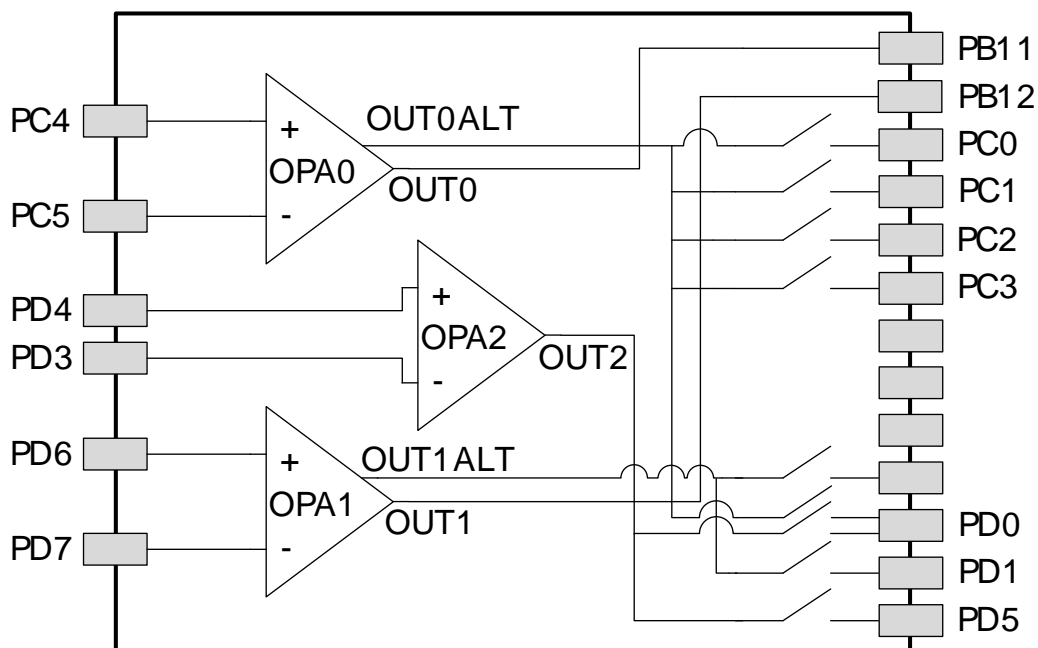 PB11
PB12
PC4
+
OUT0ALT
PC0
OPA0
OUT0
PC1
PC5
-
PC2
PC3
PD4
+
OPA2
OUT2
PD3
-
PD6
+
OUT1ALT
OPA1
OUT1
PD0
PD7
-
PD1
PD5